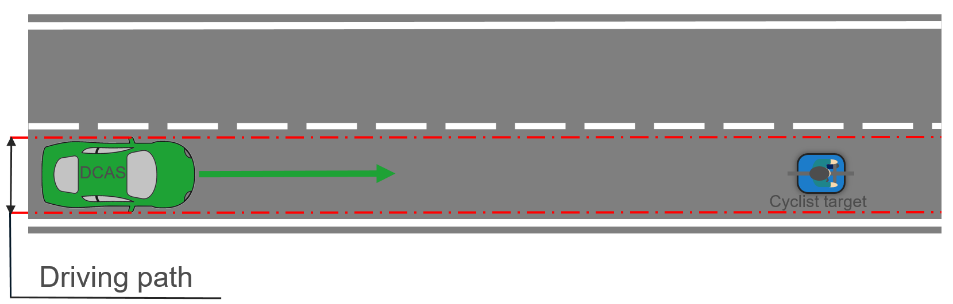 DCAS
Cyclist target
Driving path